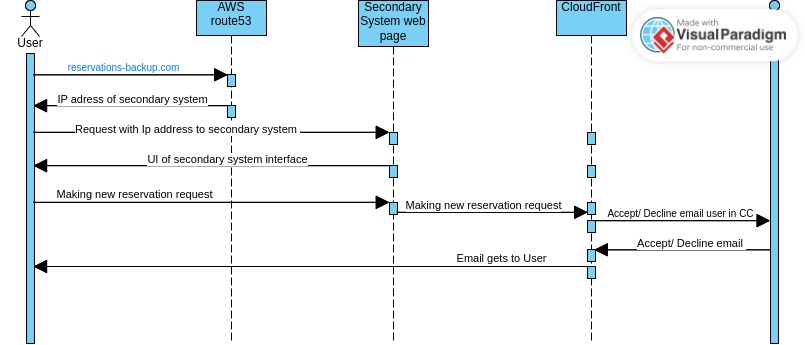 AWS
route53
Secondary
System web
page
CloudFront
Made with
Visual Paradigm
For non-commercial use
User
reservations-backup.com
IP adress of secondary system
Request with Ip address to secondary system
UI of secondary system interface
Making new reservation request
Making new reservation request
Accept/ Decline email user in CC
Accept/ Decline email
Email gets to User